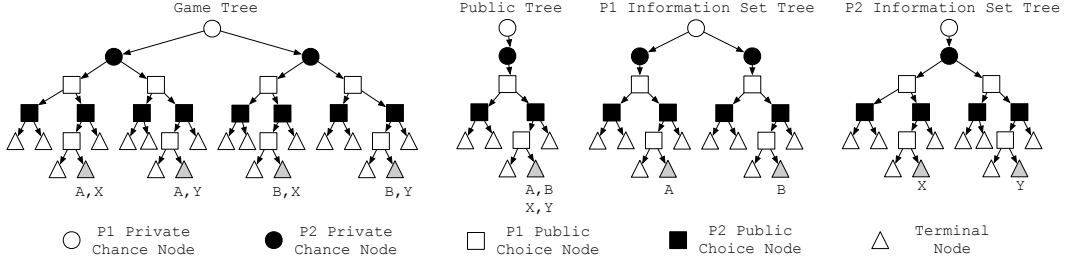 Game Tree
Public Tree
P1 Information Set Tree
P2 Information Set Tree
A,X
A,Y
B,X
B,Y
A,B
X,Y
A
B
X
Y
P1 Private
Chance Node
P2 Private
Chance Node
P1 Public
Choice Node
P2 Public
Choice Node
Terminal
Node